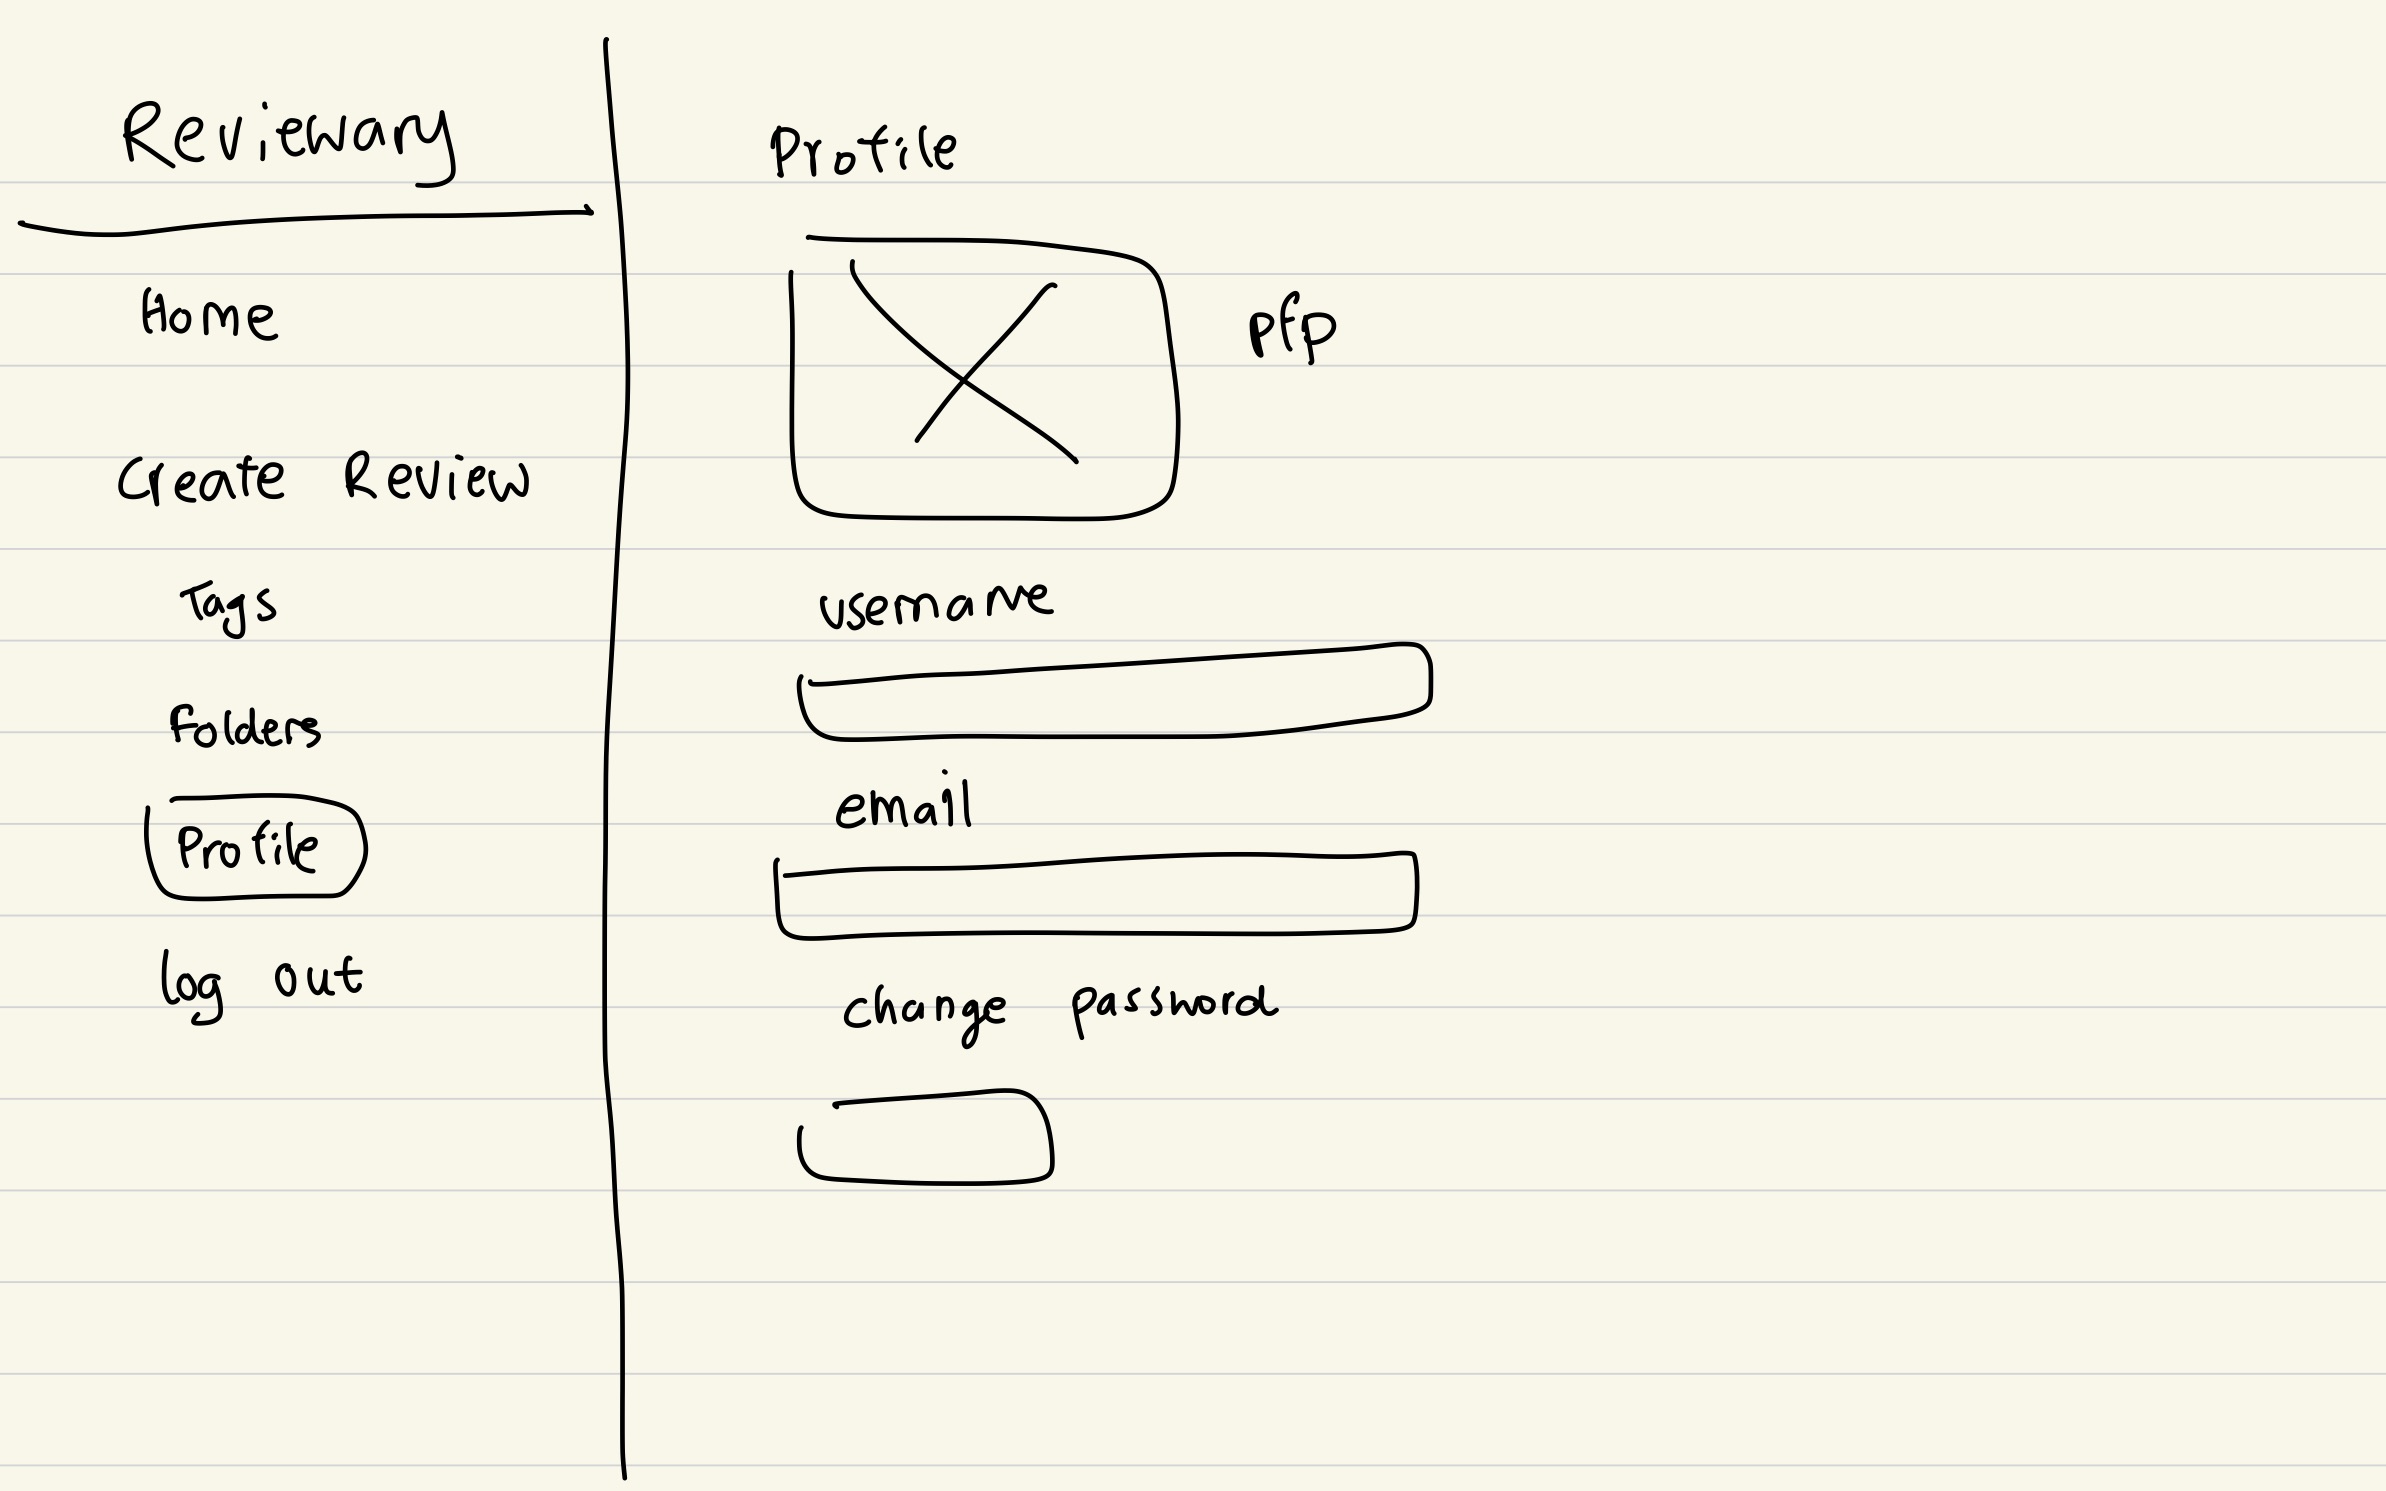 Reviewary
Home
Create Review
Tags
Folders
Profile
log out
Profile
pfp
username
email
change password